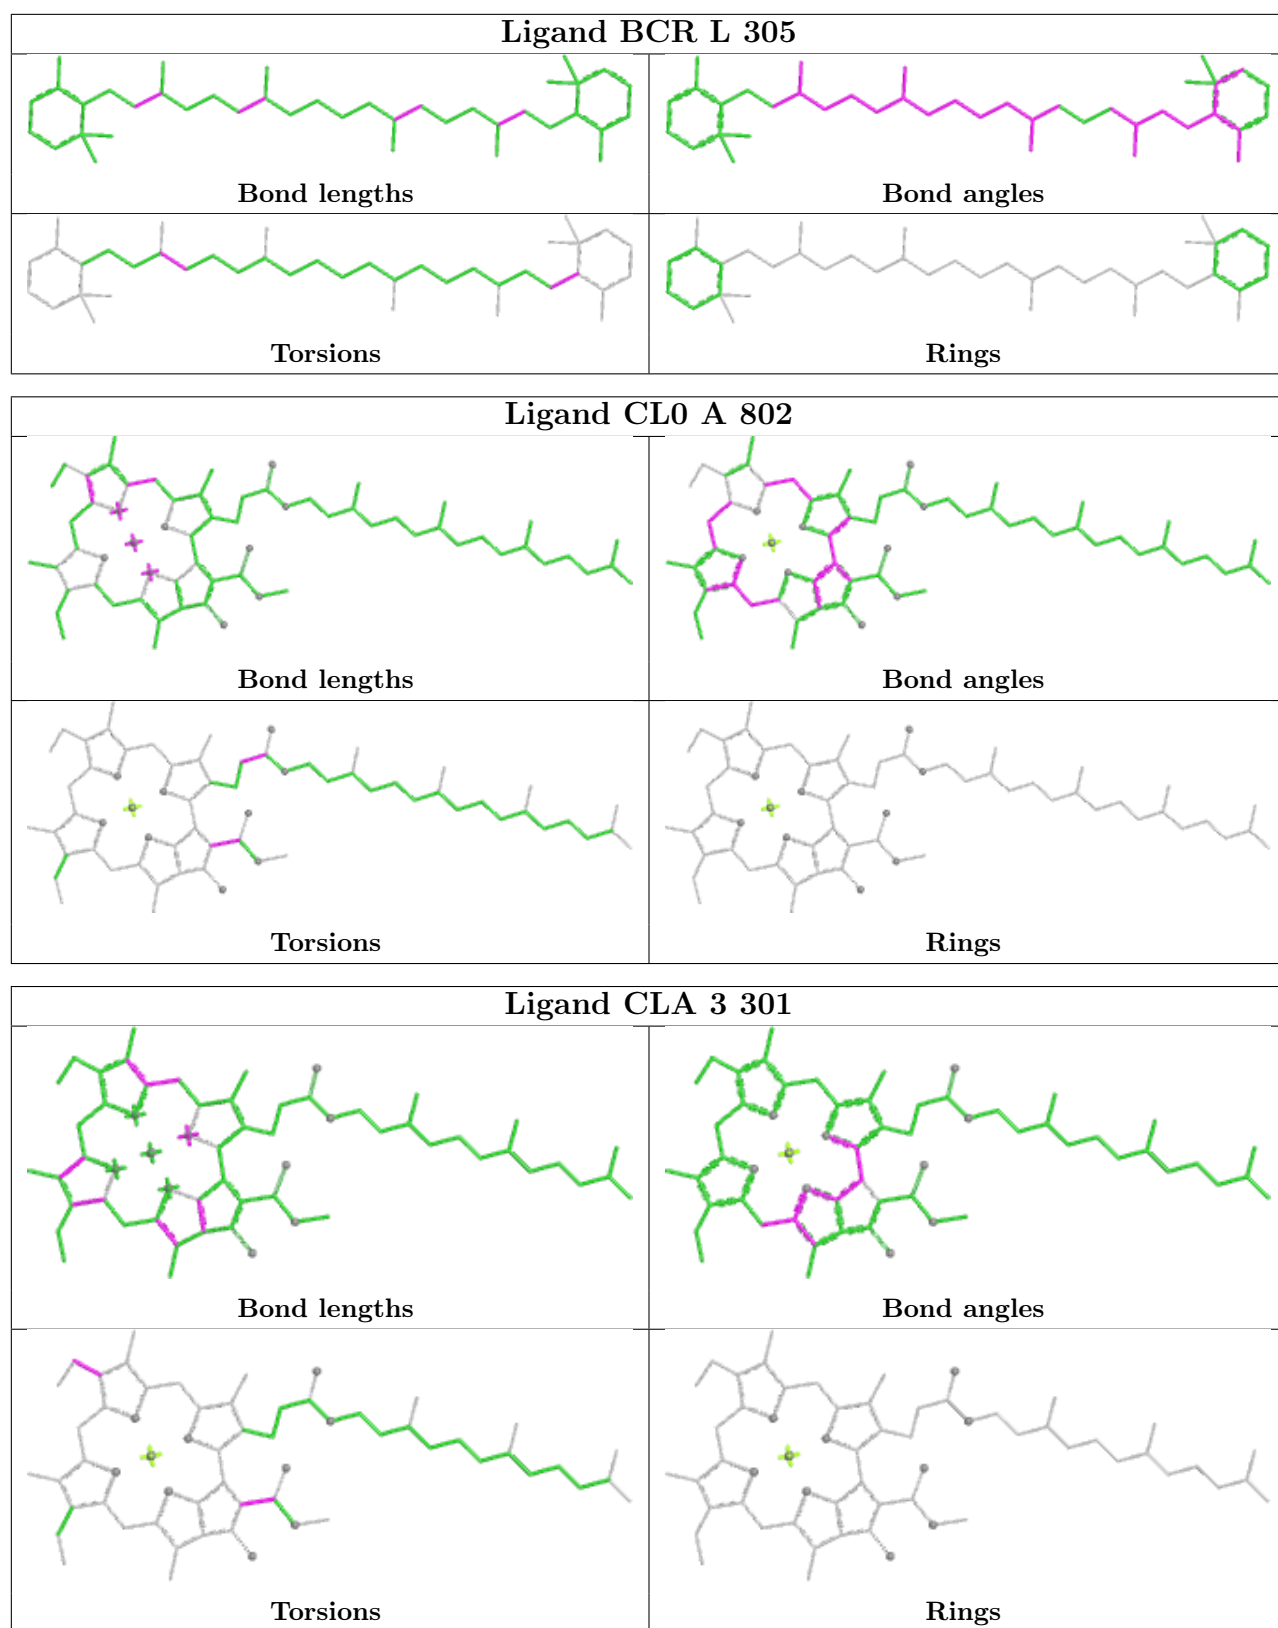 Ligand BCR L 305
Bond lengths
Bond angles
Torsions
Rings
Ligand CL0 A 802
Bond lengths
Bond angles
Torsions
Rings
Ligand CLA 3 301
Bond lengths
Bond angles
Torsions
Rings